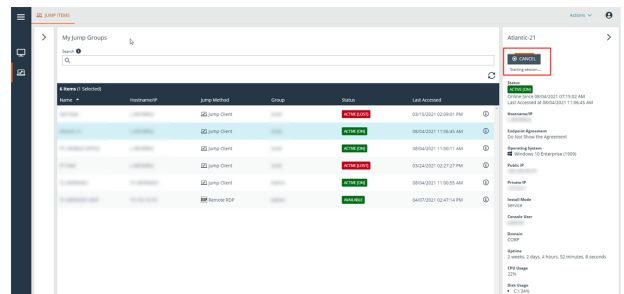 JUMP ITEMS
Actions
My Jump Groups
Search
6 Items (1 Selected)
Name Hostname/IP Jump Method Group Status Last Accessed
Jump Client ACTIVE [LOST] 03/15/2021 02:09:01 PM
Jump Client ACTIVE [ON] 08/04/2021 11:06:45 AM
Jump Client ACTIVE [ON] 08/04/2021 11:00:11 AM
Jump Client ACTIVE [LOST] 03/24/2021 02:27:27 PM
Jump Client ACTIVE [ON] 08/04/2021 11:00:55 AM
Remote RDP AVAILABLE 04/07/2021 02:47:14 PM
Atlantic-21
CANCEL
Starting session...
Status
ACTIVE [ON]
Online Since 08/04/2021 07:19:02 AM
Last Accessed at 08/04/2021 11:06:45 AM
Hostname/IP
Endpoint Agreement
Do Not Show the Agreement
Operating System
Windows 10 Enterprise (1909)
Public IP
Private IP
Install Mode
Service
Console User
Domain
CORP
Uptime
2 weeks, 2 days, 4 hours, 52 minutes, 8 seconds
CPU Usage
22%
Disk Usage
• C:\ 34%